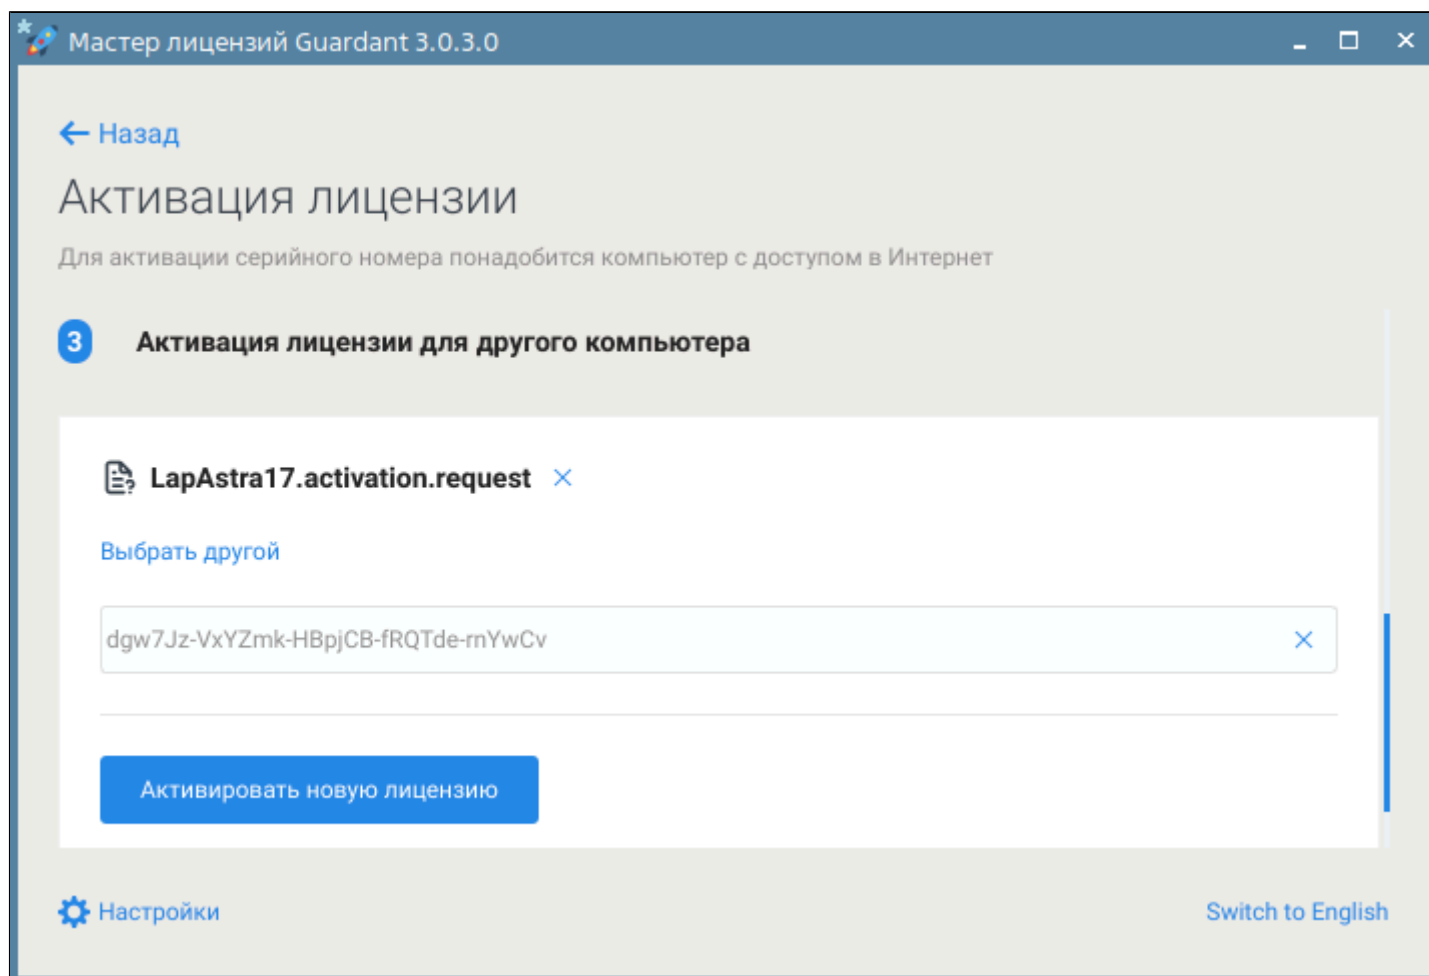 Мастер лицензий Guardant 3.0.3.0
Назад
Активация лицензии
Для активации серийного номера понадобится компьютер с доступом в Интернет
3 Активация лицензии для другого компьютера
LapAstra17.activation.request
Выбрать другой
dgw7Jz-VxYZmk-HBpjCB-fRQTde-rnYwCv
Активировать новую лицензию
Настройки
Switch to English